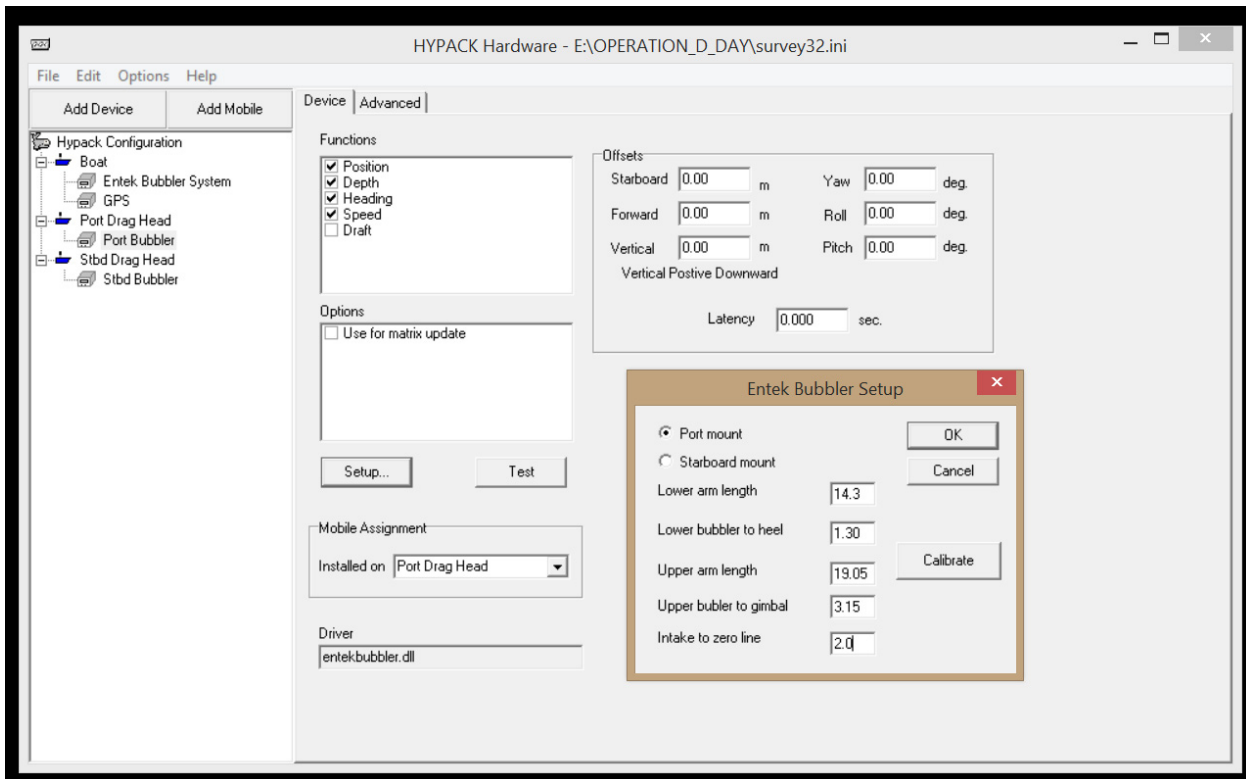 HYPACK Hardware - E:\OPERATION_D_DAY\survey32.ini
File Edit Options Help
Add Device Add Mobile
Hypack Configuration
Boat
Entek Bubbler System
GPS
Port Drag Head
Port Bubbler
Stbd Drag Head
Stbd Bubbler
Device Advanced
Functions
Position
Depth
Heading
Speed
Draft
Options
Use for matrix update
Setup... Test
Mobile Assignment
Installed on Port Drag Head
Driver
entekbubbler.dll
Offsets
Starboard 0.00 m Yaw 0.00 deg.
Forward 0.00 m Roll 0.00 deg.
Vertical 0.00 m Pitch 0.00 deg.
Vertical Postive Downward
Latency 0.000 sec.
Entek Bubbler Setup
Port mount OK
Starboard mount Cancel
Lower arm length 14.3
Lower bubbler to heel 1.30
Calibrate
Upper arm length 19.05
Upper bubler to gimbal 3.15
Intake to zero line 2.0